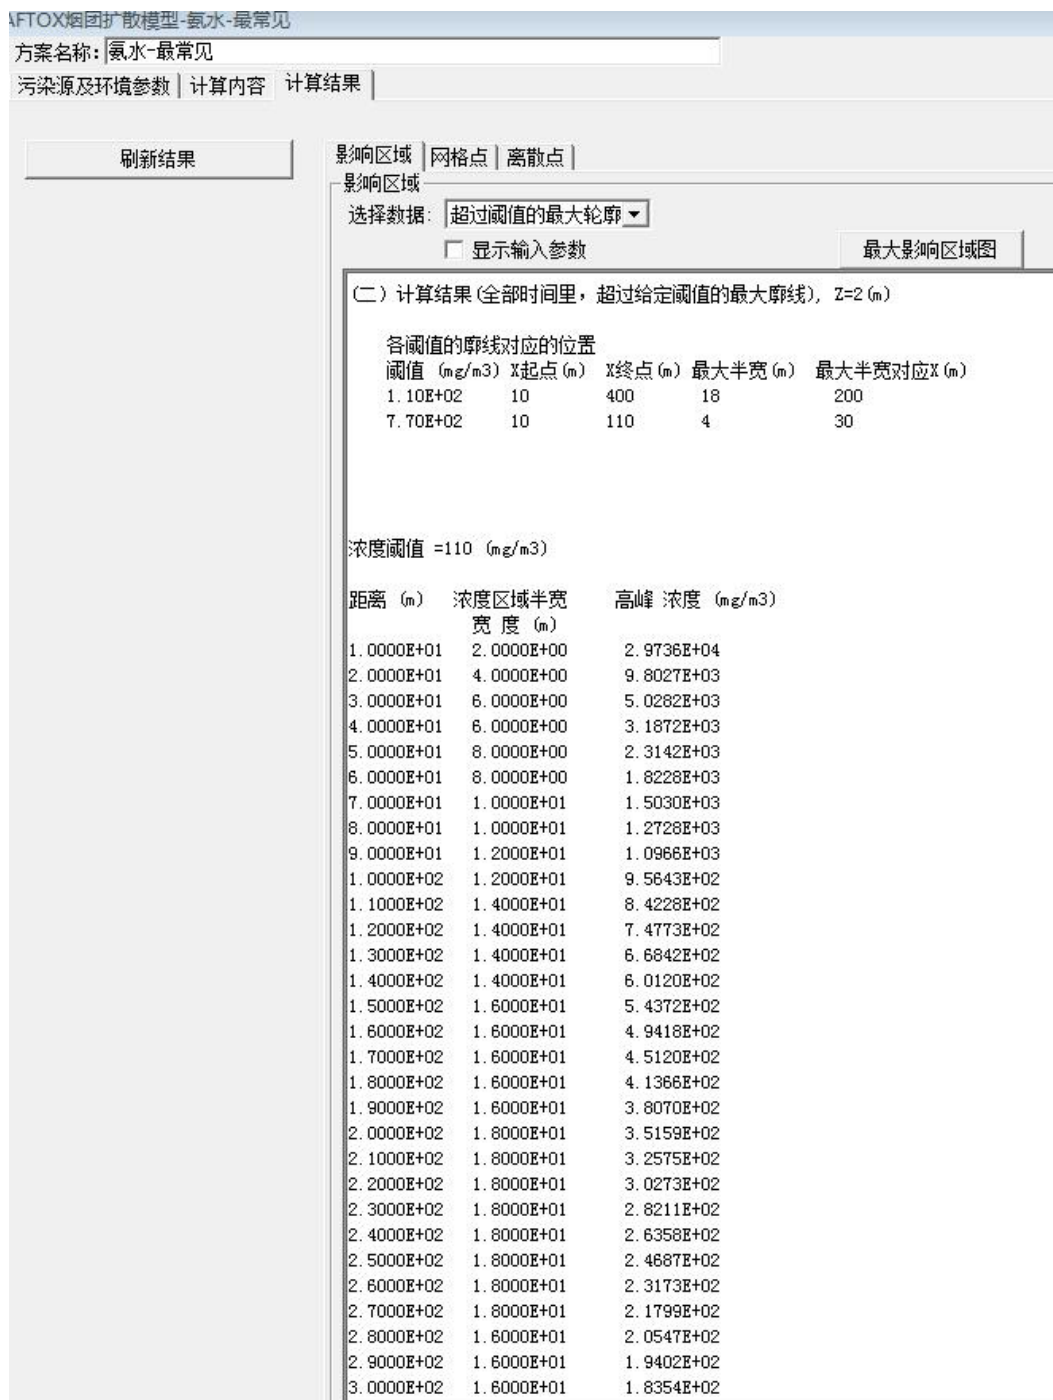 AFTOX烟团扩散模型-氨水-最常见
方案名称: 氨水-最常见
污染源及环境参数 计算内容 计算结果
刷新结果
影响区域 网格点 离散点
影响区域
选择数据: 超过阈值的最大轮廓
显示输入参数 最大影响区域图
(二) 计算结果(全部时间里，超过给定阈值的最大廓线), Z=2(m)
各阈值的廓线对应的位置
阈值 (mg/m3) X起点(m) X终点(m) 最大半宽(m) 最大半宽对应X(m)
1.10E+02 10 400 18 200
7.70E+02 10 110 4 30
浓度阈值 =110 (mg/m3)
距离 (m) 浓度区域半宽 高峰 浓度 (mg/m3)
宽 度 (m)
1.0000E+01 2.0000E+00 2.9736E+04
2.0000E+01 4.0000E+00 9.8027E+03
3.0000E+01 6.0000E+00 5.0282E+03
4.0000E+01 6.0000E+00 3.1872E+03
5.0000E+01 8.0000E+00 2.3142E+03
6.0000E+01 8.0000E+00 1.8228E+03
7.0000E+01 1.0000E+01 1.5030E+03
8.0000E+01 1.0000E+01 1.2728E+03
9.0000E+01 1.2000E+01 1.0966E+03
1.0000E+02 1.2000E+01 9.5643E+02
1.1000E+02 1.4000E+01 8.4228E+02
1.2000E+02 1.4000E+01 7.4773E+02
1.3000E+02 1.4000E+01 6.6842E+02
1.4000E+02 1.4000E+01 6.0120E+02
1.5000E+02 1.6000E+01 5.4372E+02
1.6000E+02 1.6000E+01 4.9418E+02
1.7000E+02 1.6000E+01 4.5120E+02
1.8000E+02 1.6000E+01 4.1366E+02
1.9000E+02 1.6000E+01 3.8070E+02
2.0000E+02 1.8000E+01 3.5159E+02
2.1000E+02 1.8000E+01 3.2575E+02
2.2000E+02 1.8000E+01 3.0273E+02
2.3000E+02 1.8000E+01 2.8211E+02
2.4000E+02 1.8000E+01 2.6358E+02
2.5000E+02 1.8000E+01 2.4687E+02
2.6000E+02 1.8000E+01 2.3173E+02
2.7000E+02 1.8000E+01 2.1799E+02
2.8000E+02 1.6000E+01 2.0547E+02
2.9000E+02 1.6000E+01 1.9402E+02
3.0000E+02 1.6000E+01 1.8354E+02